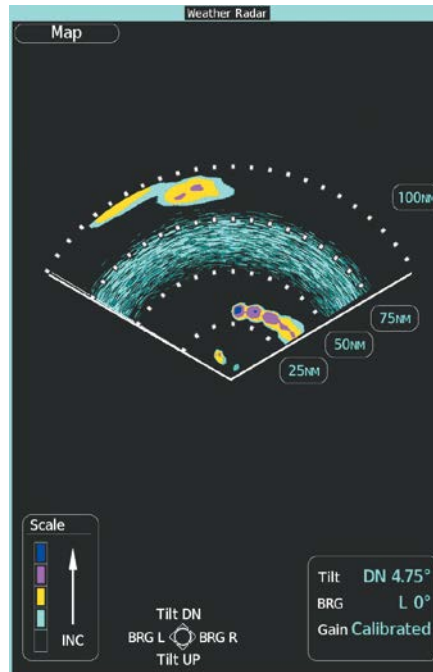 Weather Radar
Map
100NM
75NM
50NM
25NM
Scale
INC
Tilt DN
BRG L BRG R
Tilt UP
Tilt DN 4.75°
BRG L 0°
Gain Calibrated